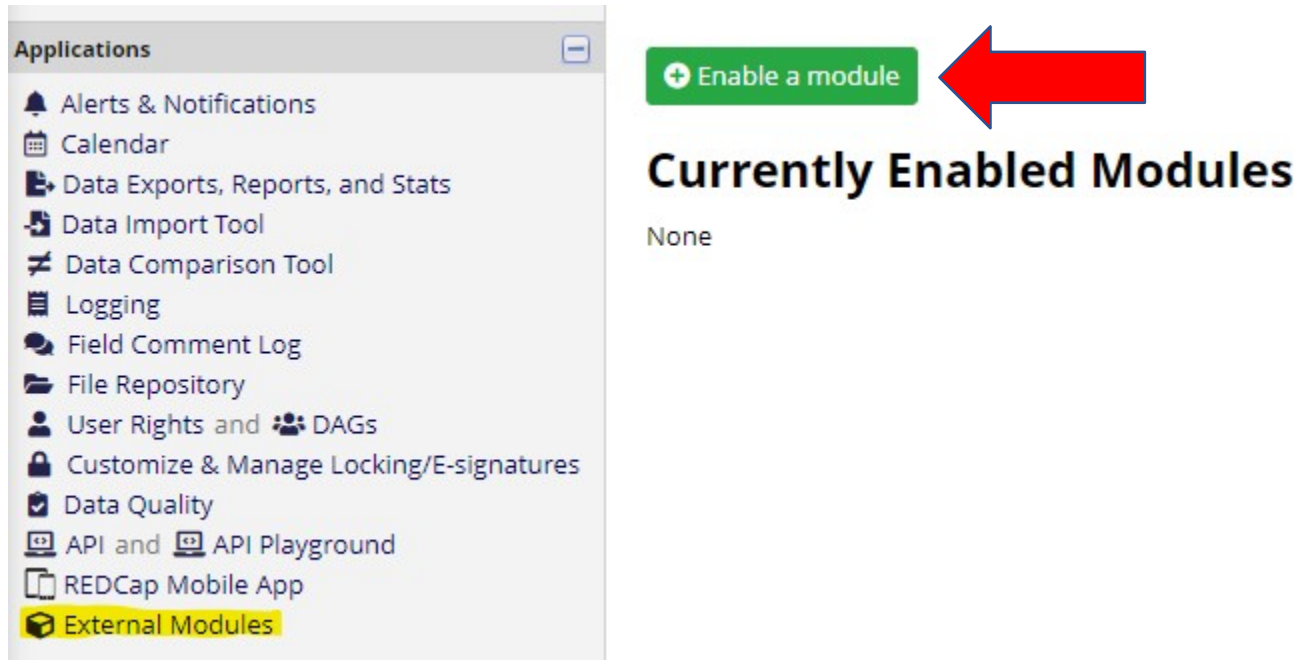 Applications
Alerts & Notifications
Calendar
Data Exports, Reports, and Stats
Data Import Tool
Data Comparison Tool
Logging
Field Comment Log
File Repository
User Rights and DAGs
Customize & Manage Locking/E-signatures
Data Quality
API and API Playground
REDCap Mobile App
External Modules
Enable a module
Currently Enabled Modules
None